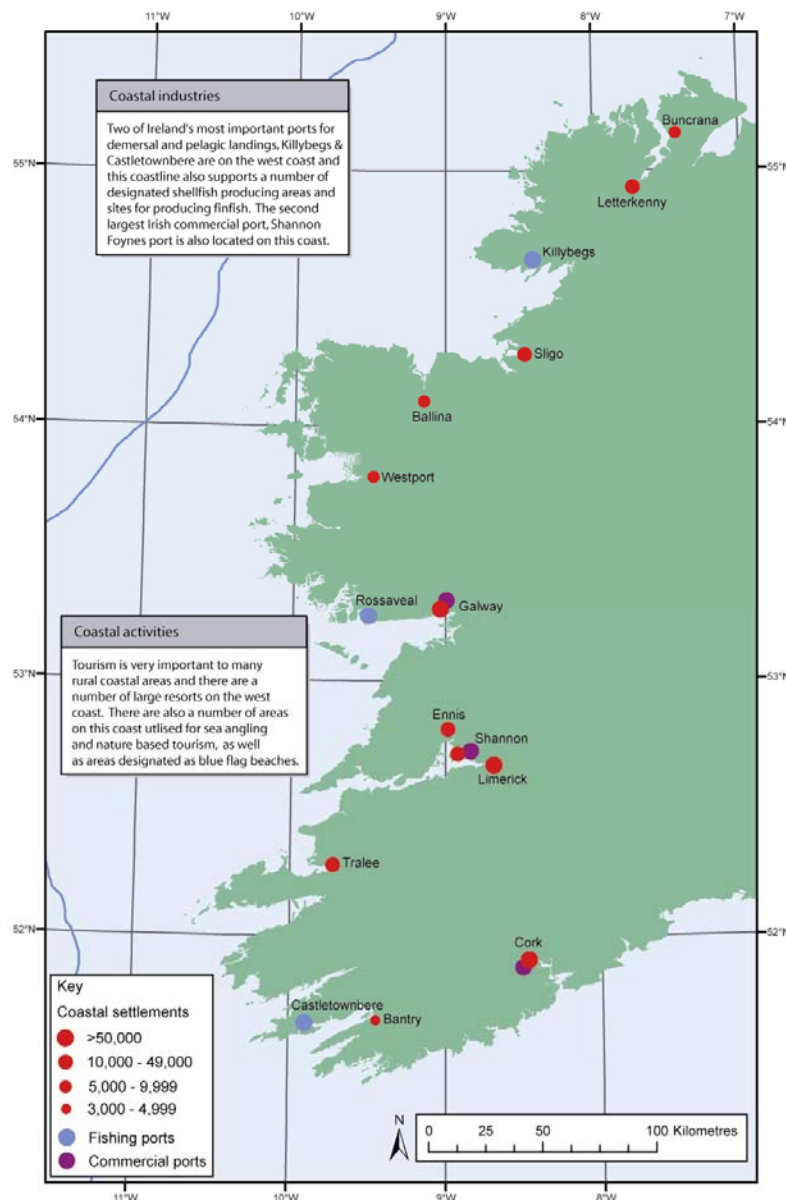 11°W
10°W
9°W
8°W
7°W
Coastal industries
Two of Ireland's most important ports for
demersal and pelagic landings, Killybegs &
Castletownbere are on the west coast and
this coastline also supports a number of
designated shellfish producing areas and
sites for producing finfish. The second
largest Irish commercial port, Shannon
Foynes port is also located on this coast.
Buncrana
55°N
55°N
Letterkenny
Killybegs
Sligo
54°N
54°N
Ballina
Westport
Rossaveal
Galway
Coastal activities
Tourism is very important to many
rural coastal areas and there are a
number of large resorts on the west
coast. There are also a number of areas
on this coast utlised for sea angling
and nature based tourism, as well
as areas designated as blue flag beaches.
53°N
53°N
Ennis
Shannon
Limerick
Tralee
52°N
52°N
Cork
Castletownbere
Bantry
Key
Coastal settlements
>50,000
10,000 - 49,000
5,000 - 9,999
3,000 - 4,999
Fishing ports
Commercial ports
N
0 25 50 100 Kilometres
11°W
10°W
9°W
8°W